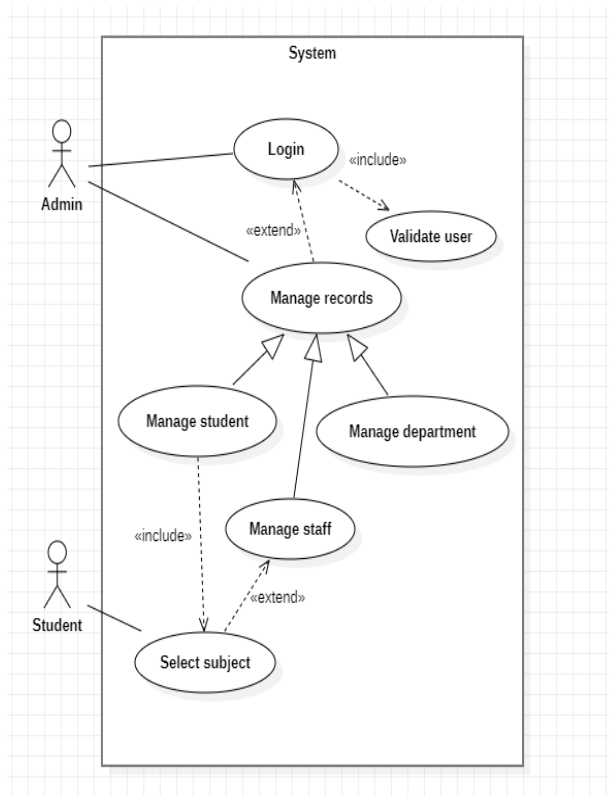 System
Login
«include»
Admin
«extend»
Validate user
Manage records
Manage student
Manage department
Manage staff
«include»
«extend»
Student
Select subject